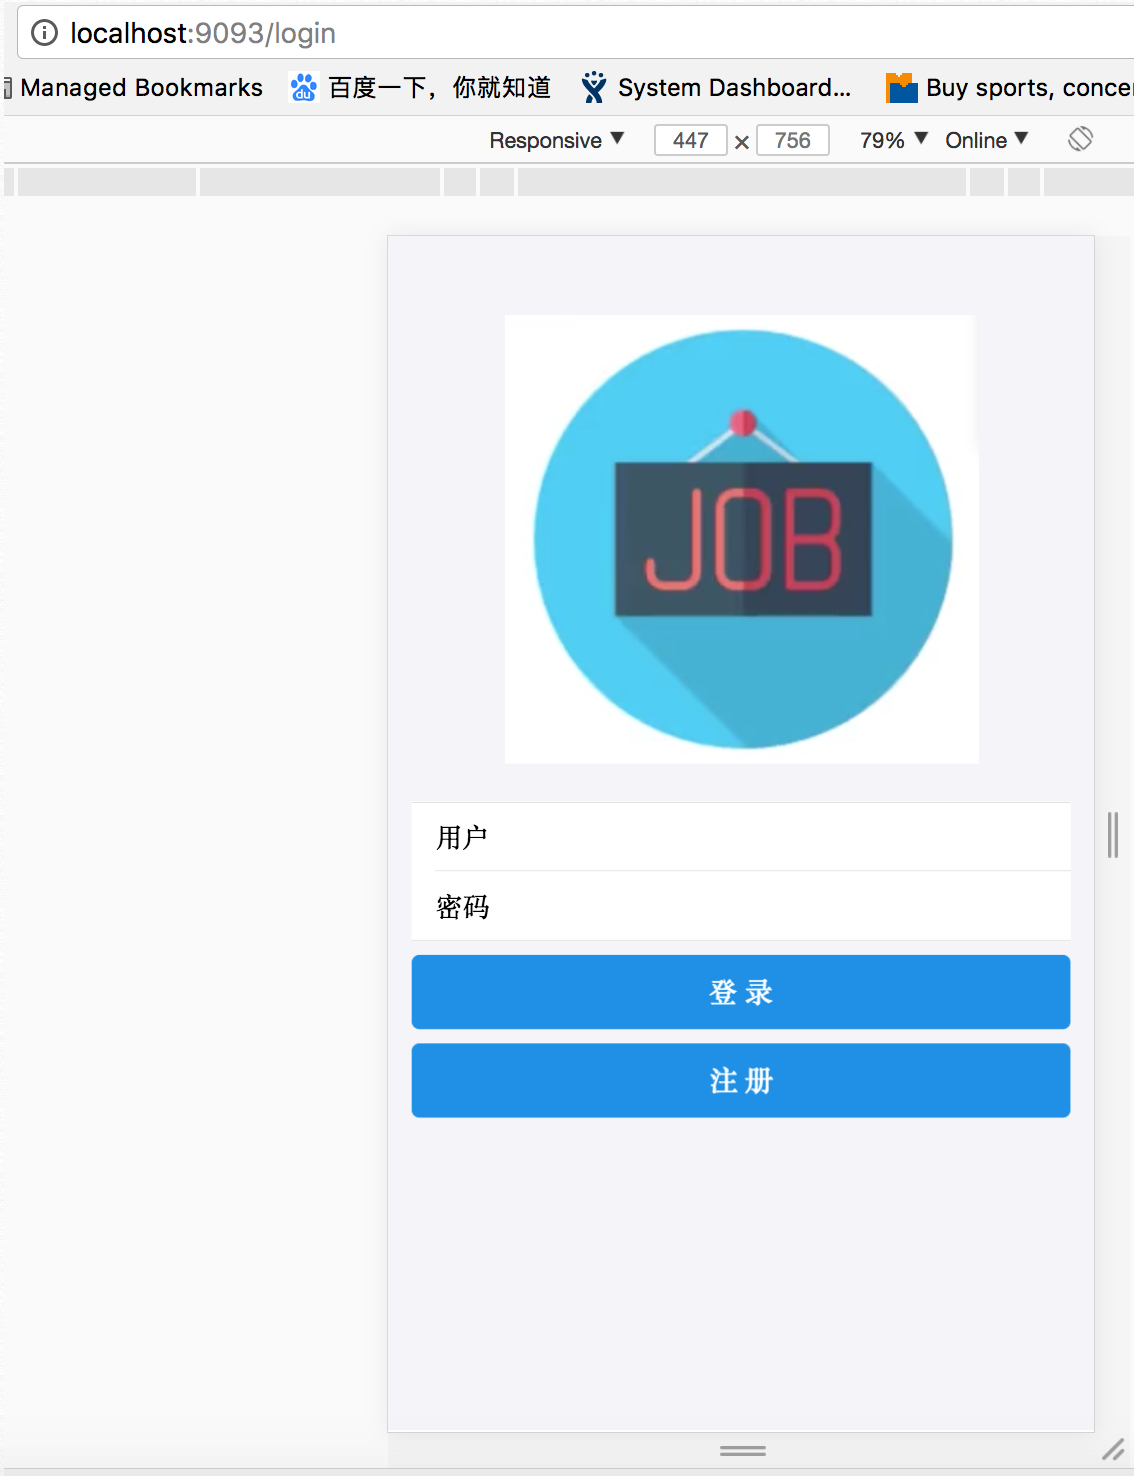 localhost:9093/login
Managed Bookmarks 百度一下，你就知道 System Dashboard... Buy sports, concer
Responsive ▼ 447 × 756 79% ▼ Online ▼
JOB
用户
密码
登 录
注 册